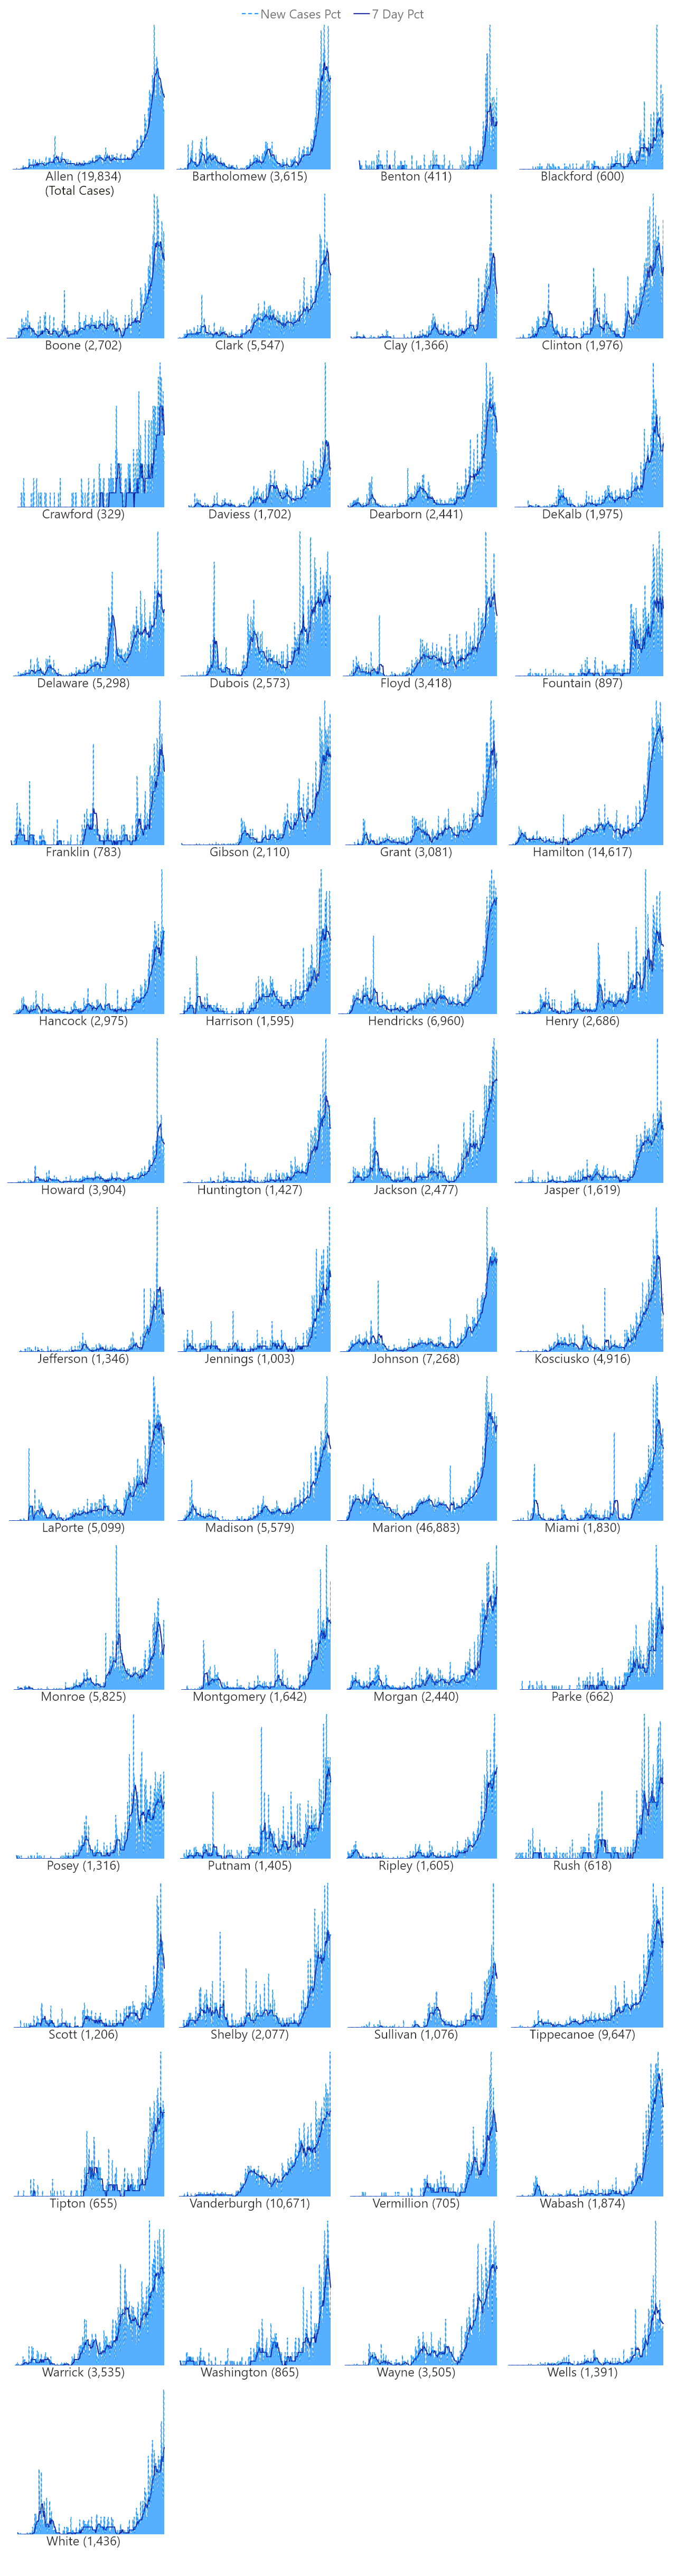 New Cases Pct 7 Day Pct
Allen (19,834) Bartholomew (3,615) Benton (411) Blackford (600)
(Total Cases)
Boone (2,702) Clark (5,547) Clay (1,366) Clinton (1,976)
Crawford (329) Daviess (1,702) Dearborn (2,441) DeKalb (1,975)
Delaware (5,298) Dubois (2,573) Floyd (3,418) Fountain (897)
Franklin (783) Gibson (2,110) Grant (3,081) Hamilton (14,617)
Hancock (2,975) Harrison (1,595) Hendricks (6,960) Henry (2,686)
Howard (3,904) Huntington (1,427) Jackson (2,477) Jasper (1,619)
Jefferson (1,346) Jennings (1,003) Johnson (7,268) Kosciusko (4,916)
LaPorte (5,099) Madison (5,579) Marion (46,883) Miami (1,830)
Monroe (5,825) Montgomery (1,642) Morgan (2,440) Parke (662)
Posey (1,316) Putnam (1,405) Ripley (1,605) Rush (618)
Scott (1,206) Shelby (2,077) Sullivan (1,076) Tippecanoe (9,647)
Tipton (655) Vanderburgh (10,671) Vermillion (705) Wabash (1,874)
Warrick (3,535) Washington (865) Wayne (3,505) Wells (1,391)
White (1,436)